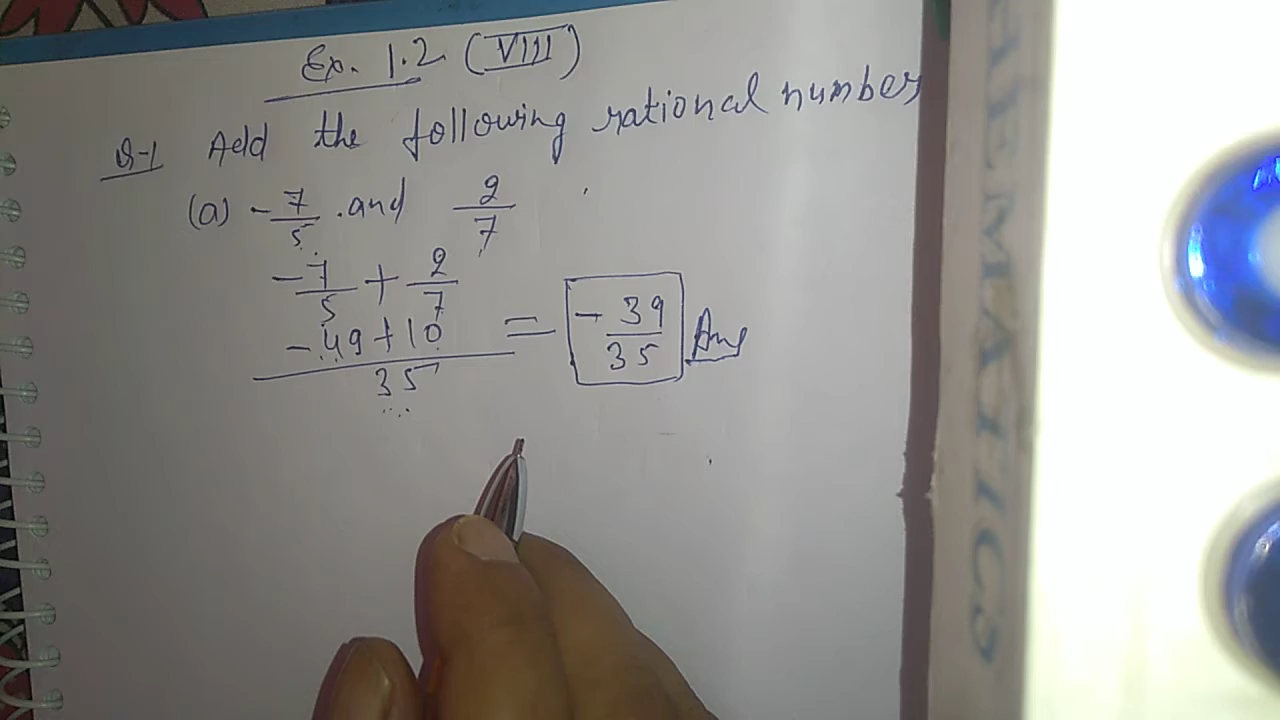 Ex. 1.2 (VIII)
Q-1 Add the following rational numbers
(a) -7/5 and 2/7
-7/5 + 2/7
-49+10/35 = -39/35 Ans